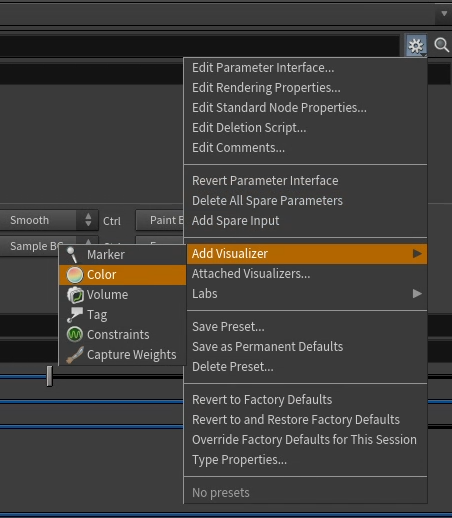 Edit Parameter Interface...
Edit Rendering Properties...
Edit Standard Node Properties...
Edit Deletion Script...
Edit Comments...
Revert Parameter Interface
Delete All Spare Parameters
Add Spare Input
Smooth
Ctrl
Paint
Sample
Add Visualizer
Attached Visualizers...
Labs
Marker
Color
Volume
Tag
Constraints
Capture Weights
Save Preset...
Save as Permanent Defaults
Delete Preset...
Revert to Factory Defaults
Revert to and Restore Factory Defaults
Override Factory Defaults for This Session
Type Properties...
No presets